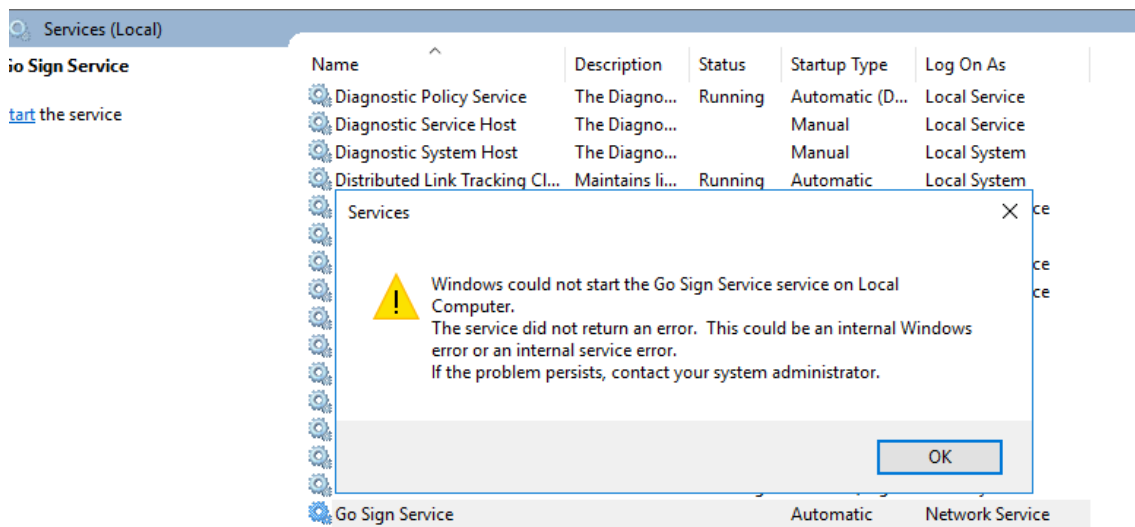 Services (Local)
Go Sign Service
tart the service
Name Description Status Startup Type Log On As
Diagnostic Policy Service The Diagno... Running Automatic (D... Local Service
Diagnostic Service Host The Diagno... Manual Local Service
Diagnostic System Host The Diagno... Manual Local System
Distributed Link Tracking Cl... Maintains li... Running Automatic Local System
Services
ce
ce
ce
Windows could not start the Go Sign Service service on Local
Computer.
The service did not return an error. This could be an internal Windows
error or an internal service error.
If the problem persists, contact your system administrator.
OK
Go Sign Service Automatic Network Service